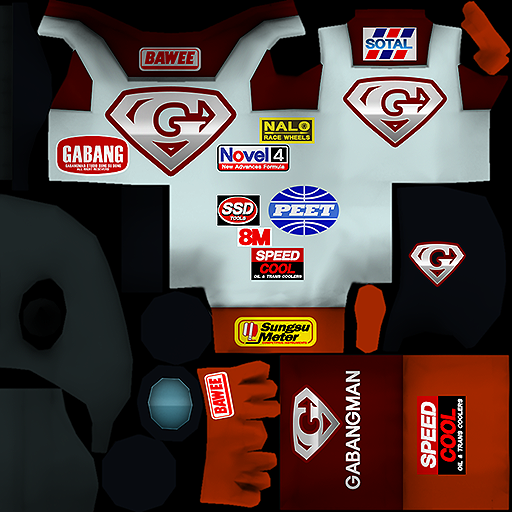 BAWEE
SOTAL
G
G
NALO
RACE WHEELS
GABANG
Novel 4
New Advances Formula
SSD
TOOLS
PEET
8M
SPEED
COOL
OIL & TRANS COOLERS
G
Sungsu
Meter
BAWEE
G
GABANGMAN
SPEED
COOL
OIL & TRANS COOLERS